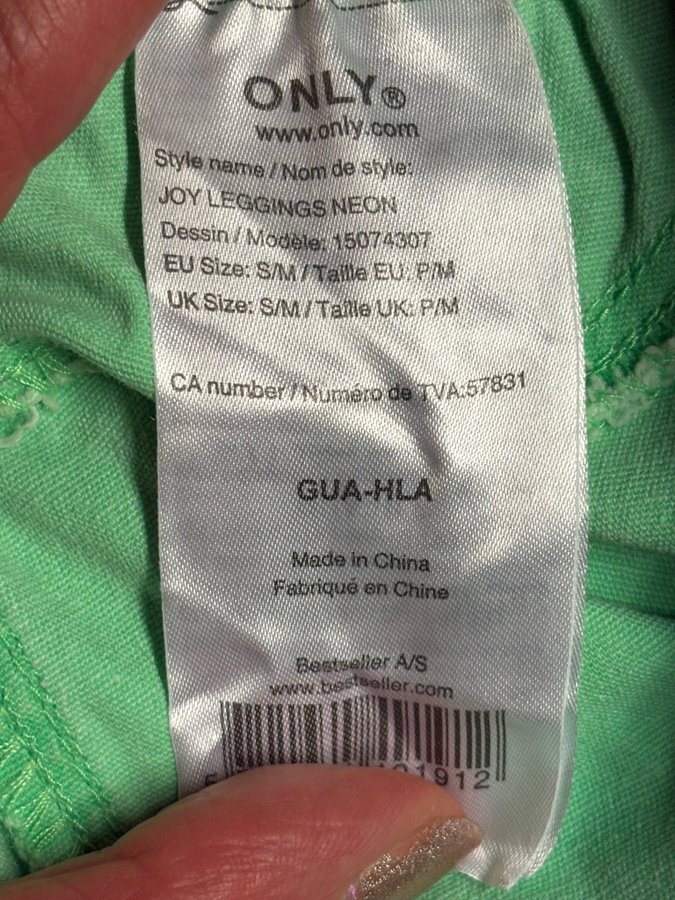 ONLY®
www.only.com
Style name / Nom de style:
JOY LEGGINGS NEON
Dessin / Modèle: 15074307
EU Size: S/M / Taille EU: P/M
UK Size: S/M / Taille UK: P/M
CA number / Numéro de TVA:57831
GUA-HLA
Made in China
Fabriqué en Chine
Bestseller A/S
www.bestseller.com